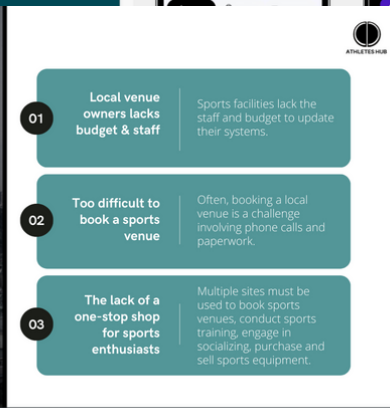 ATHLETES HUB
01
Local venue
owners lacks
budget & staff
Sports facilities lack the
staff and budget to update
their systems.
02
Too difficult to
book a sports
venue
Often, booking a local
venue is a challenge
involving phone calls and
paperwork.
03
The lack of a
one-stop shop
for sports
enthusiasts
Multiple sites must be
used to book sports
venues, conduct sports
training, engage in
socializing, purchase and
sell sports equipment.